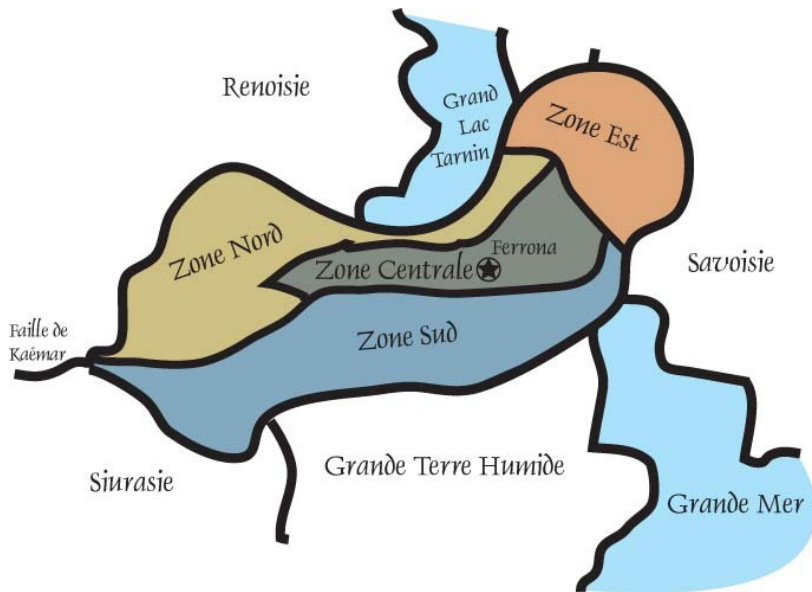 Renoisie
Grand
Lac
Tarnin
Zone Est
Zone Nord
Ferrona
Zone Centrale
Savoisie
Faille de
Kaémar
Zone Sud
Siurasie
Grande Terre Humide
Grande Mer